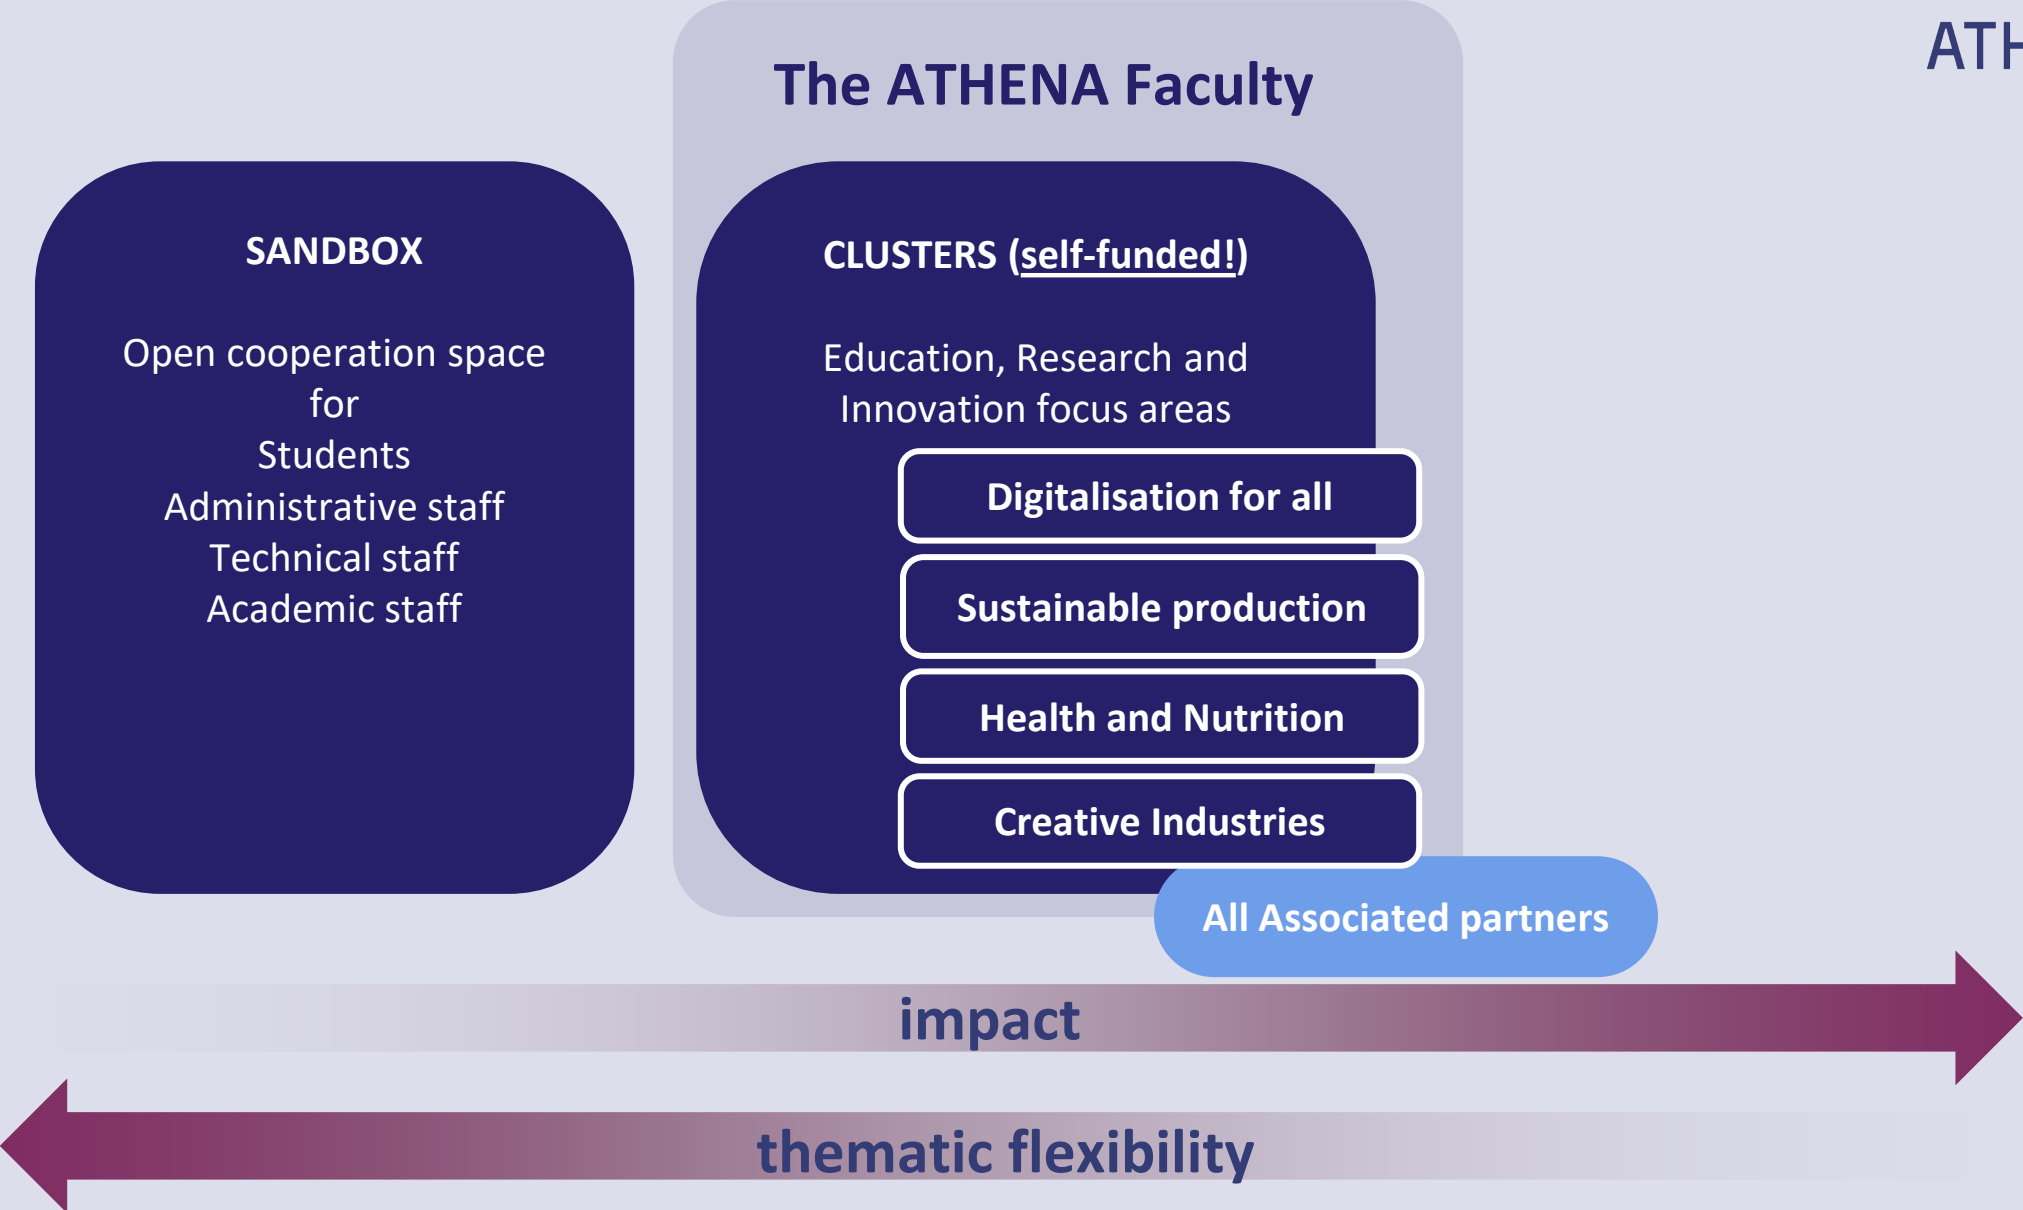 ATH
The ATHENA Faculty
SANDBOX
Open cooperation space
for
Students
Administrative staff
Technical staff
Academic staff
CLUSTERS (self-funded!)
Education, Research and
Innovation focus areas
Digitalisation for all
Sustainable production
Health and Nutrition
Creative Industries
All Associated partners
impact
thematic flexibility